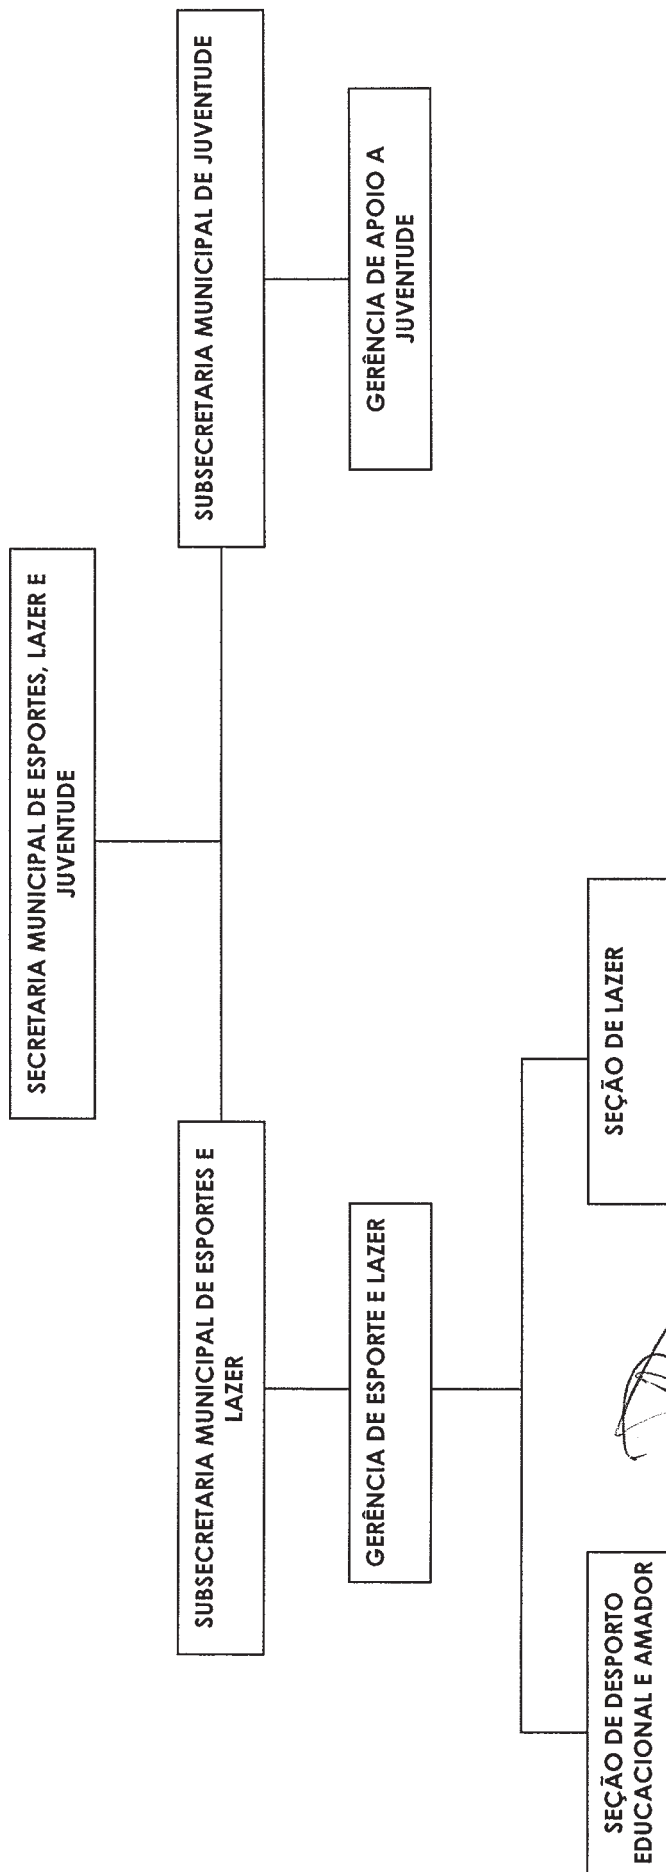 SECRETARIA MUNICIPAL DE ESPORTES, LAZER E
JUVENTUDE
SUBSECRETARIA MUNICIPAL DE ESPORTES E
LAZER
SUBSECRETARIA MUNICIPAL DE JUVENTUDE
GERÊNCIA DE ESPORTE E LAZER
GERÊNCIA DE APOIO A
JUVENTUDE
SEÇÃO DE DESPORTO
EDUCACIONAL E AMADOR
SEÇÃO DE LAZER